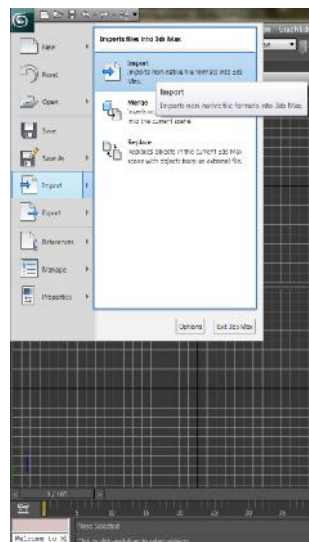 Graph Ed
New
Reset
Open
Save
Save As
Import
Export
References
Manage
Properties
Imports files into 3ds Max
Import
Imports non-native file formats into 3ds
Max.
Import
Imports non-native file formats into 3ds Max.
Merge
into the current scene.
Replace
Replaces objects in the current 3ds Max
scene with objects from an external file.
Options
Exit 3ds Max
None Selected
Welcome to M